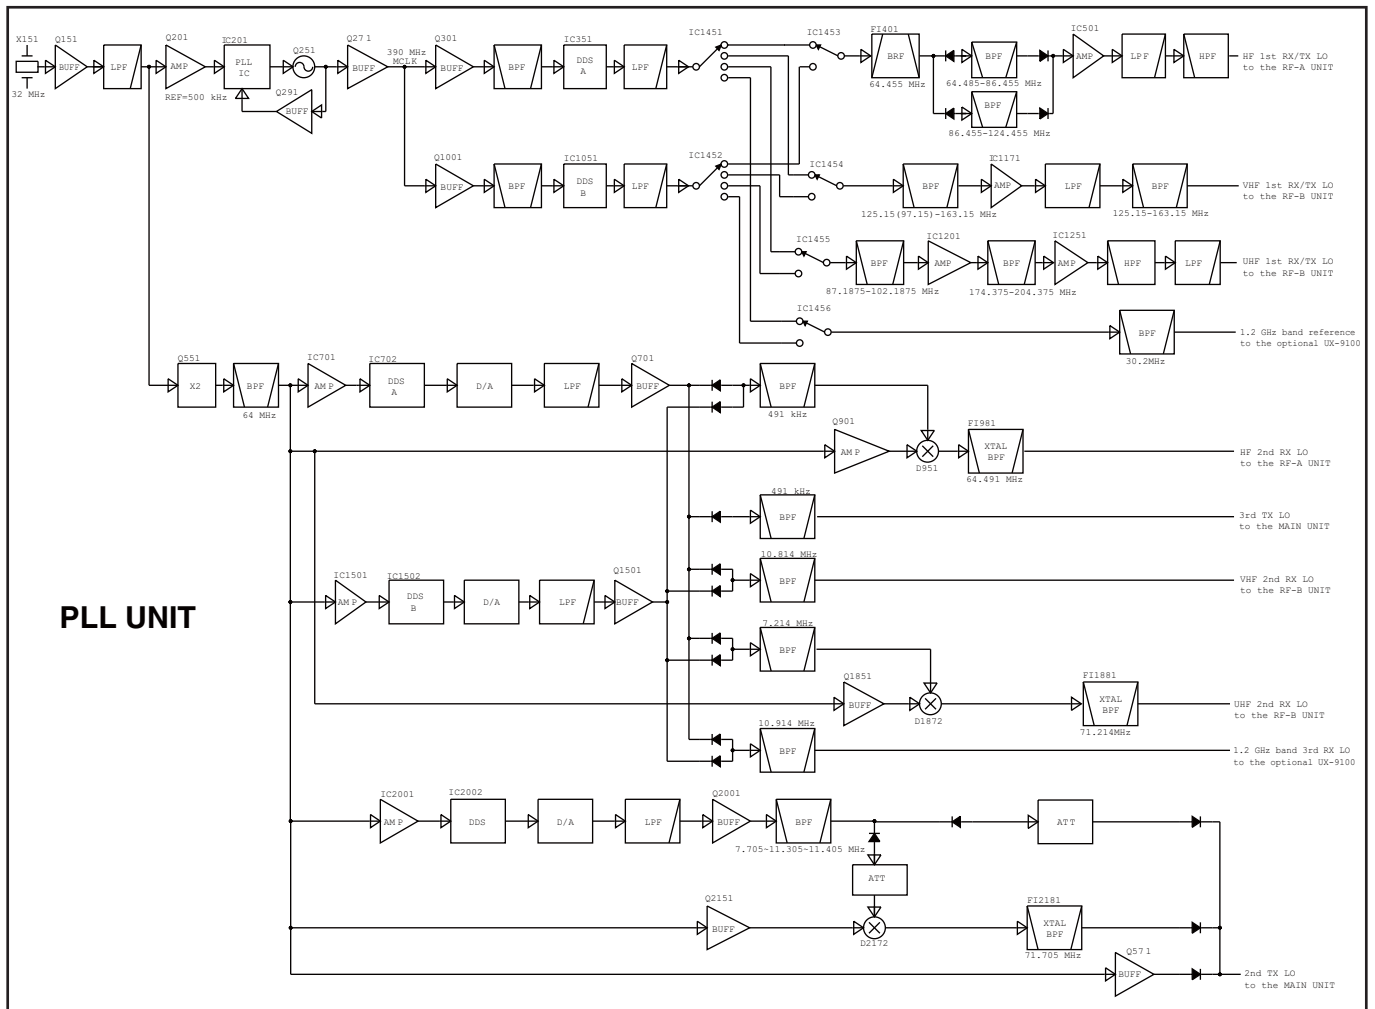 X151
Q151
Q201
IC201
Q251
Q271
390 MHz
MCLK
Q301
IC351
IC1451
IC1453
FI401
IC501
BUFF
LPF
AMP
PLL
IC
BUFF
BUFF
BPF
DDS
A
LPF
BRF
BPF
AMP
LPF
HPF
HF 1st RX/TX LO
to the RF-A UNIT
32 MHz
REF=500 kHz
Q291
BUFF
64.455 MHz
64.485-86.455 MHz
BPF
86.455-124.455 MHz
Q1001
IC1051
IC1452
IC1454
IC1171
BUFF
BPF
DDS
B
LPF
BPF
AMP
LPF
BPF
VHF 1st RX/TX LO
to the RF-B UNIT
125.15(97.15)-163.15 MHz
125.15-163.15 MHz
IC1455
IC1201
IC1251
BPF
AMP
BPF
AMP
HPF
LPF
UHF 1st RX/TX LO
to the RF-B UNIT
87.1875-102.1875 MHz
174.375-204.375 MHz
IC1456
BPF
1.2 GHz band reference
to the optional UX-9100
30.2MHz
Q551
IC701
IC702
Q701
X2
BPF
AMP
DDS
A
D/A
LPF
BUFF
BPF
64 MHz
491 kHz
Q901
FI981
AMP
XTAL
BPF
HF 2nd RX LO
to the RF-A UNIT
D951
64.491 MHz
491 kHz
BPF
3rd TX LO
to the MAIN UNIT
10.814 MHz
IC1501
IC1502
Q1501
BPF
VHF 2nd RX LO
to the RF-B UNIT
AMP
DDS
B
D/A
LPF
BUFF
PLL UNIT
7.214 MHz
BPF
Q1851
FI1881
BUFF
XTAL
BPF
UHF 2nd RX LO
to the RF-B UNIT
D1872
71.214MHz
10.914 MHz
BPF
1.2 GHz band 3rd RX LO
to the optional UX-9100
IC2001
IC2002
Q2001
AMP
DDS
D/A
LPF
BUFF
BPF
ATT
7.705~11.305~11.405 MHz
ATT
Q2151
FI2181
BUFF
XTAL
BPF
D2172
71.705 MHz
Q571
BUFF
2nd TX LO
to the MAIN UNIT